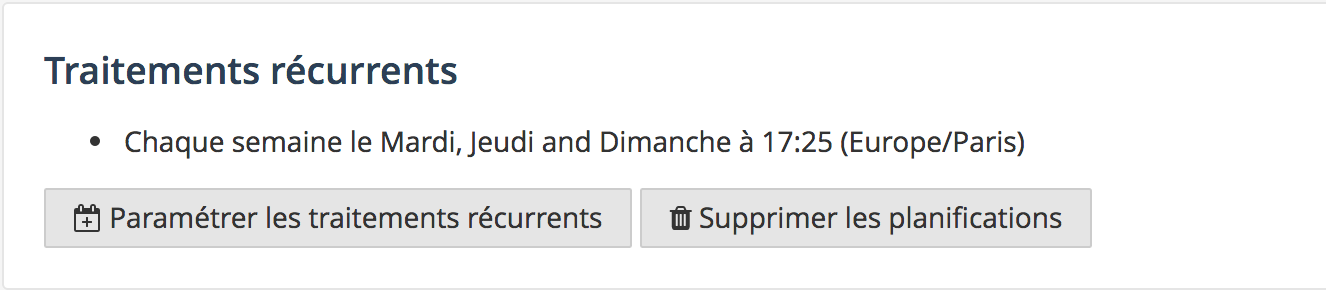 Traitements récurrents
Chaque semaine le Mardi, Jeudi and Dimanche à 17:25 (Europe/Paris)
Paramétrer les traitements récurrents Supprimer les planifications